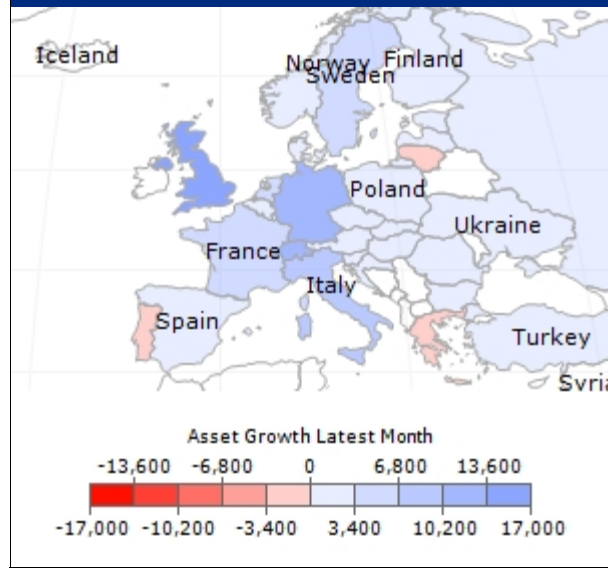 Iceland
Norway
Finland
Sweden
Poland
Ukraine
France
Italy
Spain
Turkey
Asset Growth Latest Month
-13,600 -6,800 0 6,800 13,600
-17,000 -10,200 -3,400 3,400 10,200 17,000